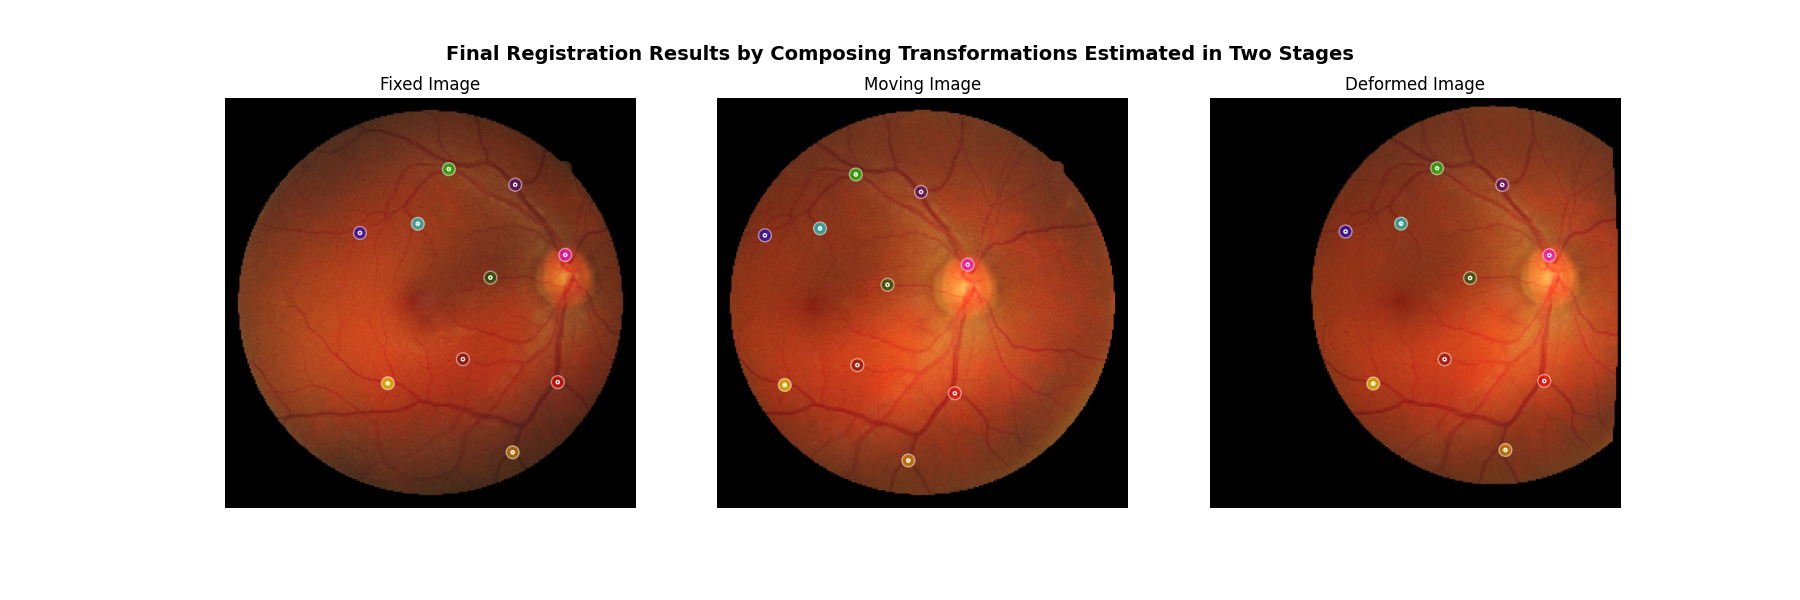 Final Registration Results by Composing Transformations Estimated in Two Stages
Fixed Image
Moving Image
Deformed Image